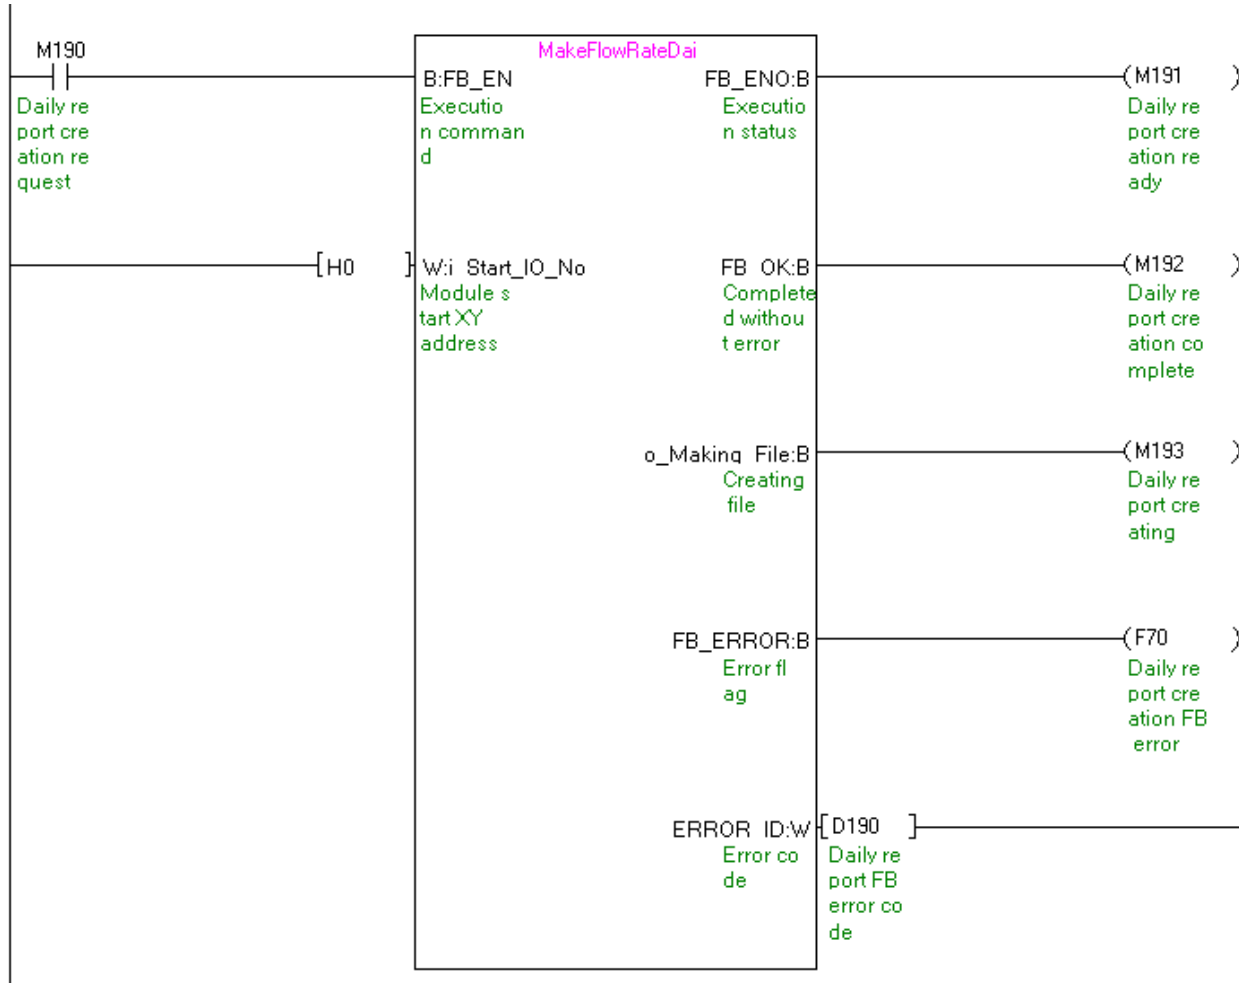 MakeFlowRateDai
M190
B:FB_EN
FB_ENO:B
(M191 )
Daily re
port cre
ation re
quest
Executio
n comman
d
Executio
n status
Daily re
port cre
ation re
ady
[H0 ]
W:i_Start_IO_No
FB_OK:B
(M192 )
Module s
tart XY
address
Complete
d withou
t error
Daily re
port cre
ation co
mplete
o_Making_File:B
(M193 )
Creating
file
Daily re
port cre
ating
FB_ERROR:B
(F70 )
Error fl
ag
Daily re
port cre
ation FB
error
ERROR_ID:W
[D190 ]
Error co
de
Daily re
port FB
error co
de